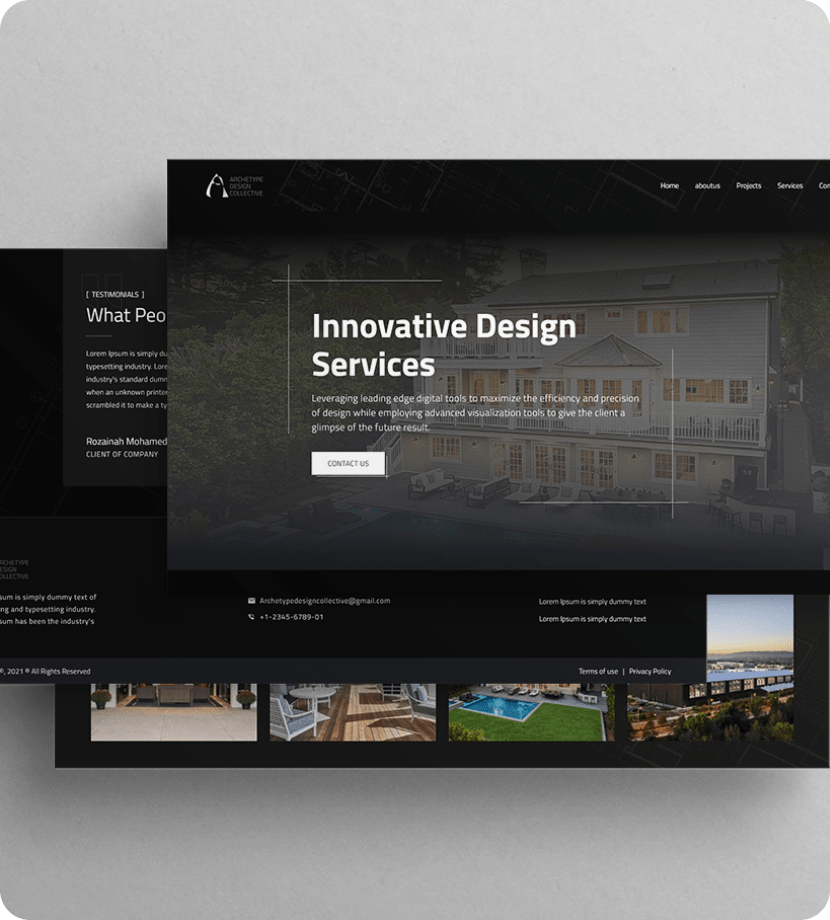 ARCHETYPE
DESIGN
COLLECTIVE
Home
aboutus
Projects
Services
Con
Innovative Design
Services
Leveraging leading edge digital tools to maximize the efficiency and precision
of design while employing advanced visualization tools to give the client a
glimpse of the future result.
CONTACT US
[ TESTIMONIALS ]
What Peo
Lorem Ipsum is simply du
typesetting industry. Lore
industry's standard dumm
when an unknown printer
scrambled it to make a ty
Rozainah Mohamed
CLIENT OF COMPANY
RCHETYPE
ESIGN
OLLECTIVE
sum is simply dummy text of
ng and typesetting industry.
sum has been the industry's
Archetypedesigncollective@gmail.com
+1-2345-6789-01
Lorem Ipsum is simply dummy text
Lorem Ipsum is simply dummy text
©, 2021 ® All Rights Reserved
Terms of use | Privacy Policy